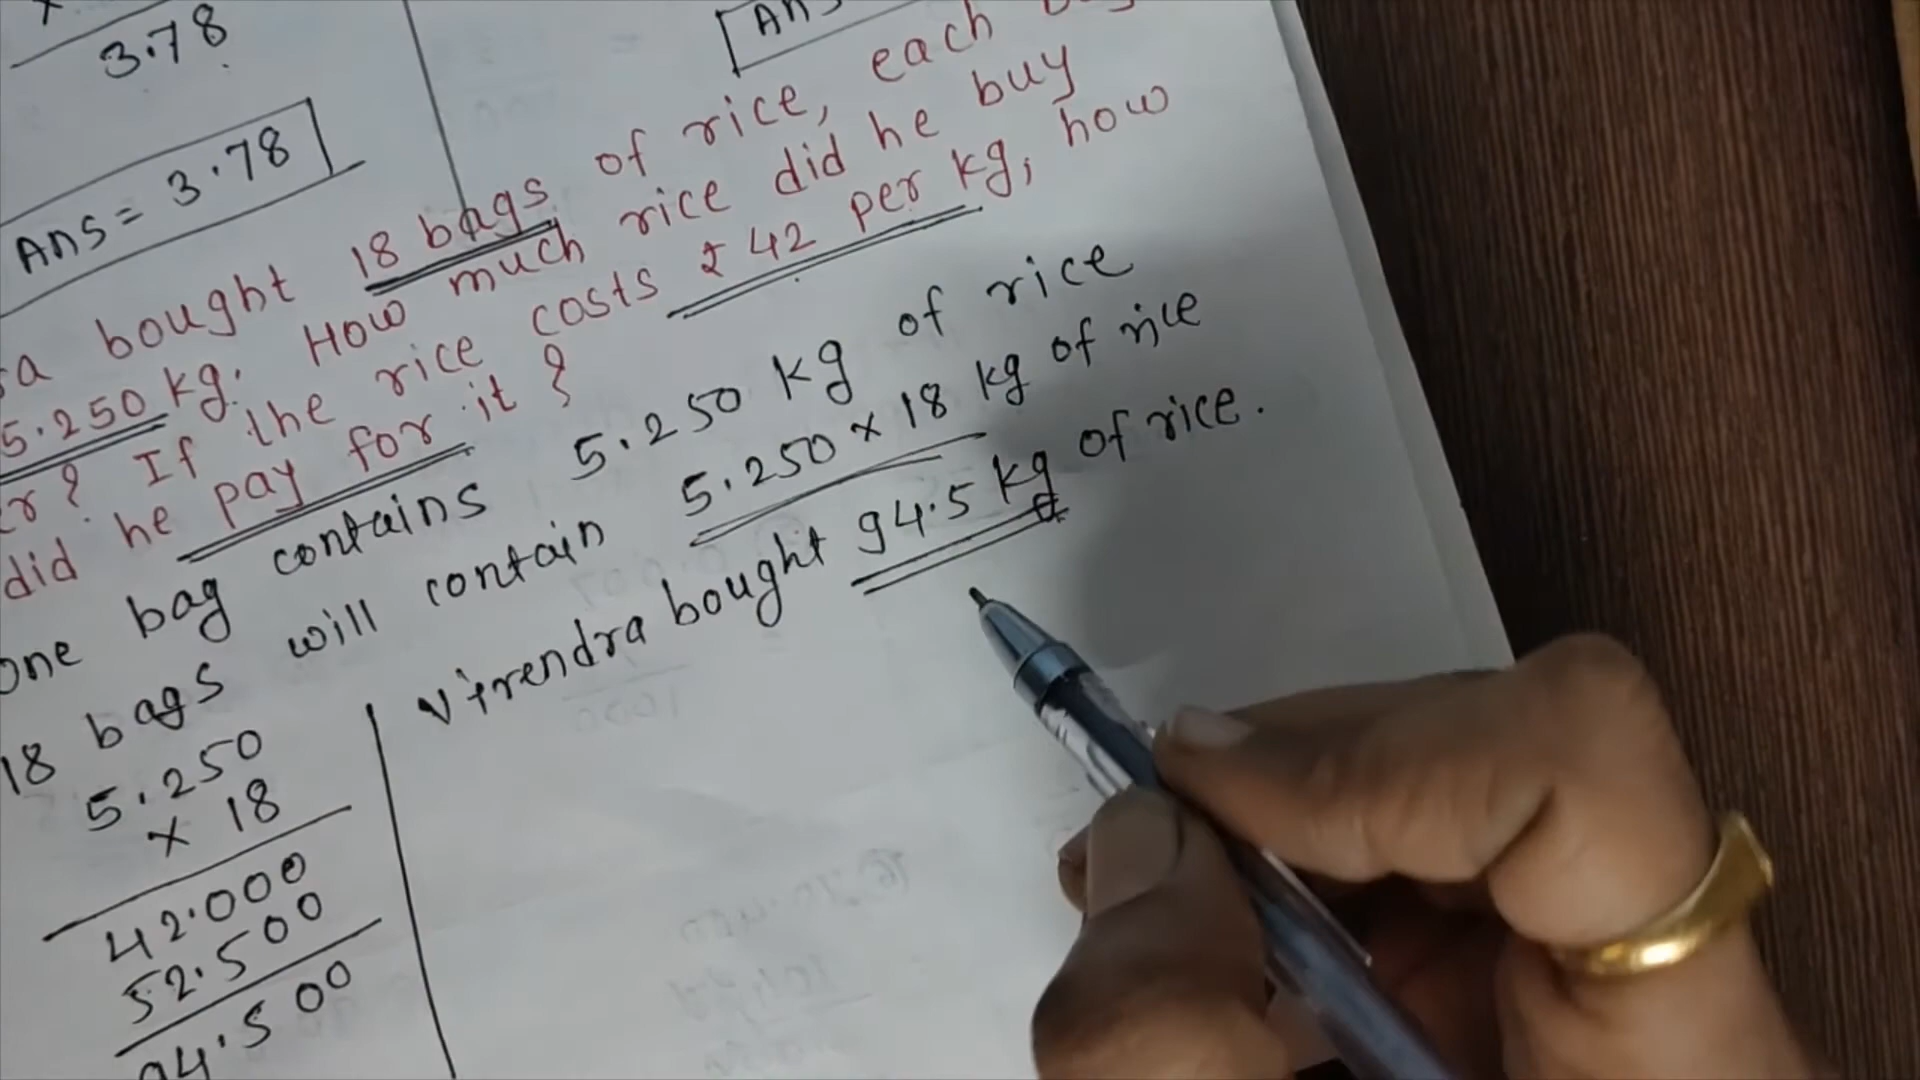 3.78
Ans = 3.78
Ans
a bought 18 bags of rice, each
5.250 kg. How much rice did he buy
? If the rice costs ₹ 42 per kg, how
did he pay for it ?
One bag contains 5.250 kg of rice
18 bags will contain 5.250 × 18 kg of rice
Virendra bought 94.5 kg of rice.
5.250
× 18
42.000
52.500
94.500